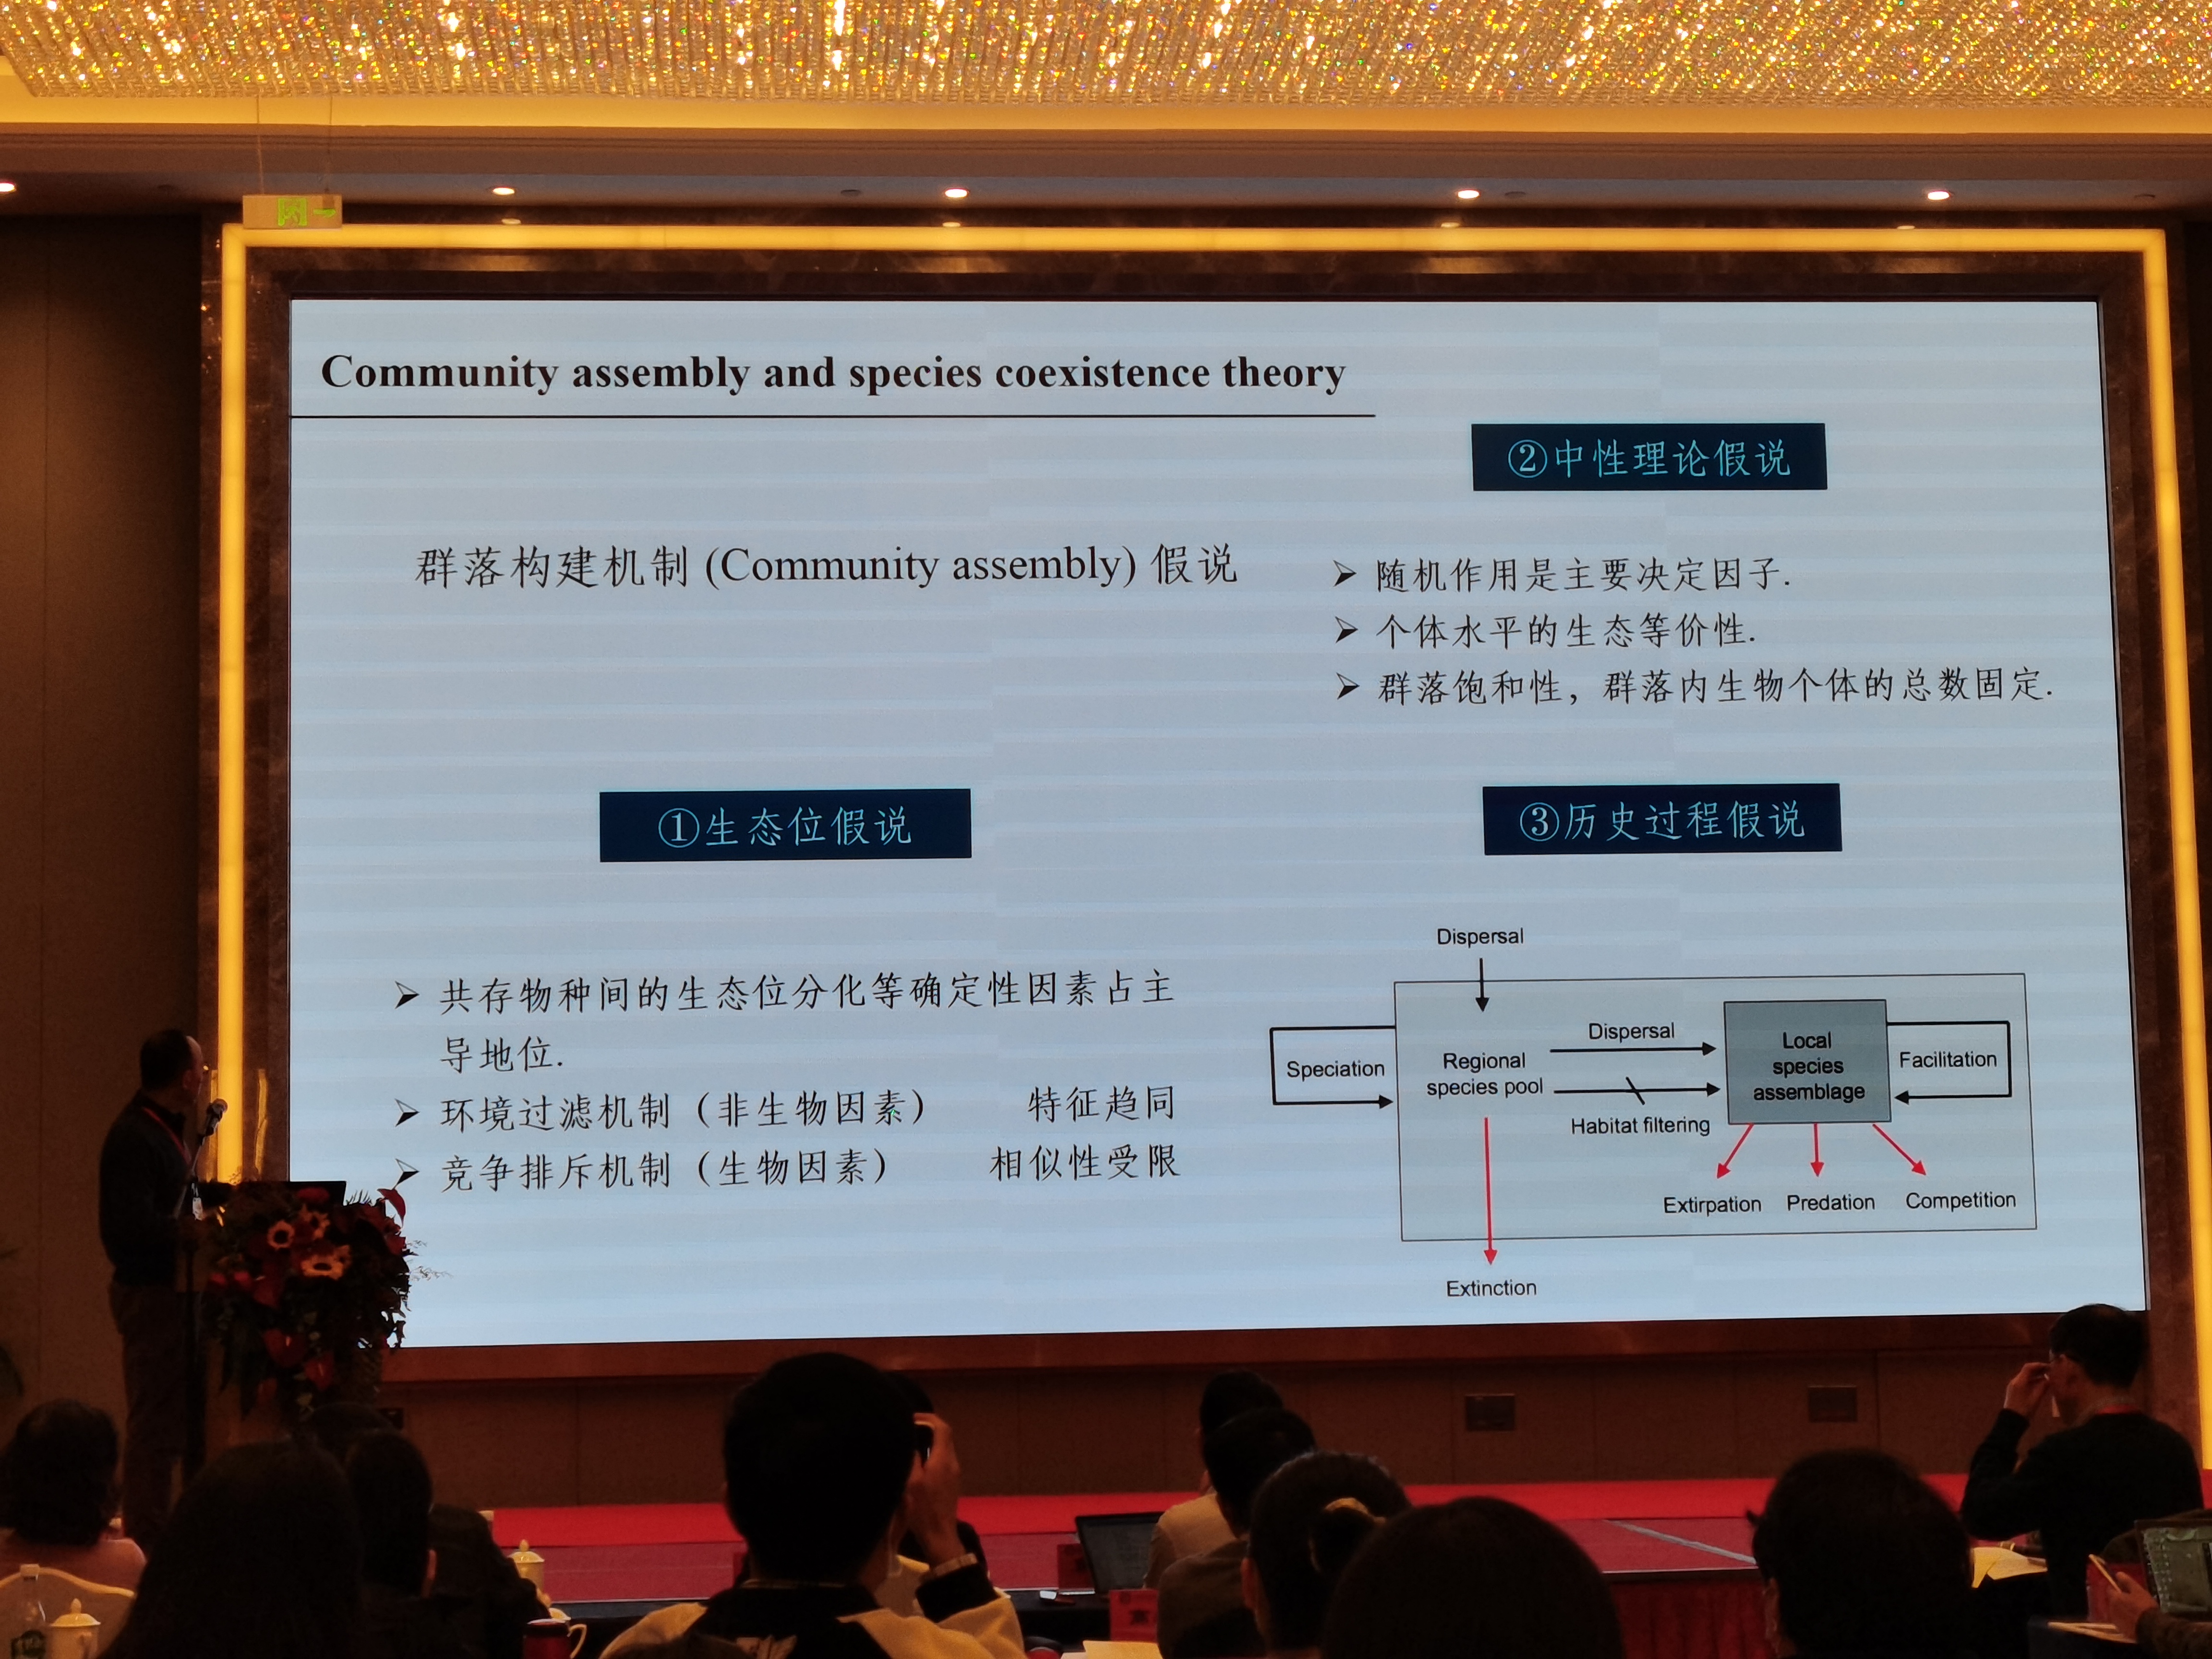 Community assembly and species coexistence theory
群落构建机制 (Community assembly) 假说
①生态位假说
➢ 共存物种间的生态位分化等确定性因素占主
导地位.
➢ 环境过滤机制（非生物因素） 特征趋同
➢ 竞争排斥机制（生物因素） 相似性受限
②中性理论假说
➢ 随机作用是主要决定因子.
➢ 个体水平的生态等价性.
➢ 群落饱和性，群落内生物个体的总数固定.
③历史过程假说
Dispersal
Speciation
Regional
species pool
Dispersal
Habitat filtering
Local
species
assemblage
Facilitation
Extirpation
Predation
Competition
Extinction